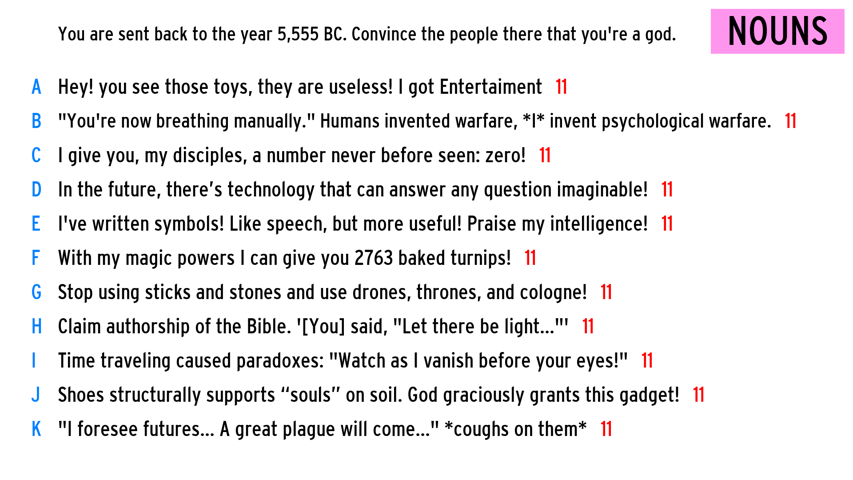 You are sent back to the year 5,555 BC. Convince the people there that you're a god.
NOUNS
A Hey! you see those toys, they are useless! I got Entertaiment 11
B "You're now breathing manually." Humans invented warfare, *I* invent psychological warfare. 11
C I give you, my disciples, a number never before seen: zero! 11
D In the future, there’s technology that can answer any question imaginable! 11
E I've written symbols! Like speech, but more useful! Praise my intelligence! 11
F With my magic powers I can give you 2763 baked turnips! 11
G Stop using sticks and stones and use drones, thrones, and cologne! 11
H Claim authorship of the Bible. '[You] said, "Let there be light..."' 11
I Time traveling caused paradoxes: "Watch as I vanish before your eyes!" 11
J Shoes structurally supports “souls” on soil. God graciously grants this gadget! 11
K "I foresee futures... A great plague will come..." *coughs on them* 11